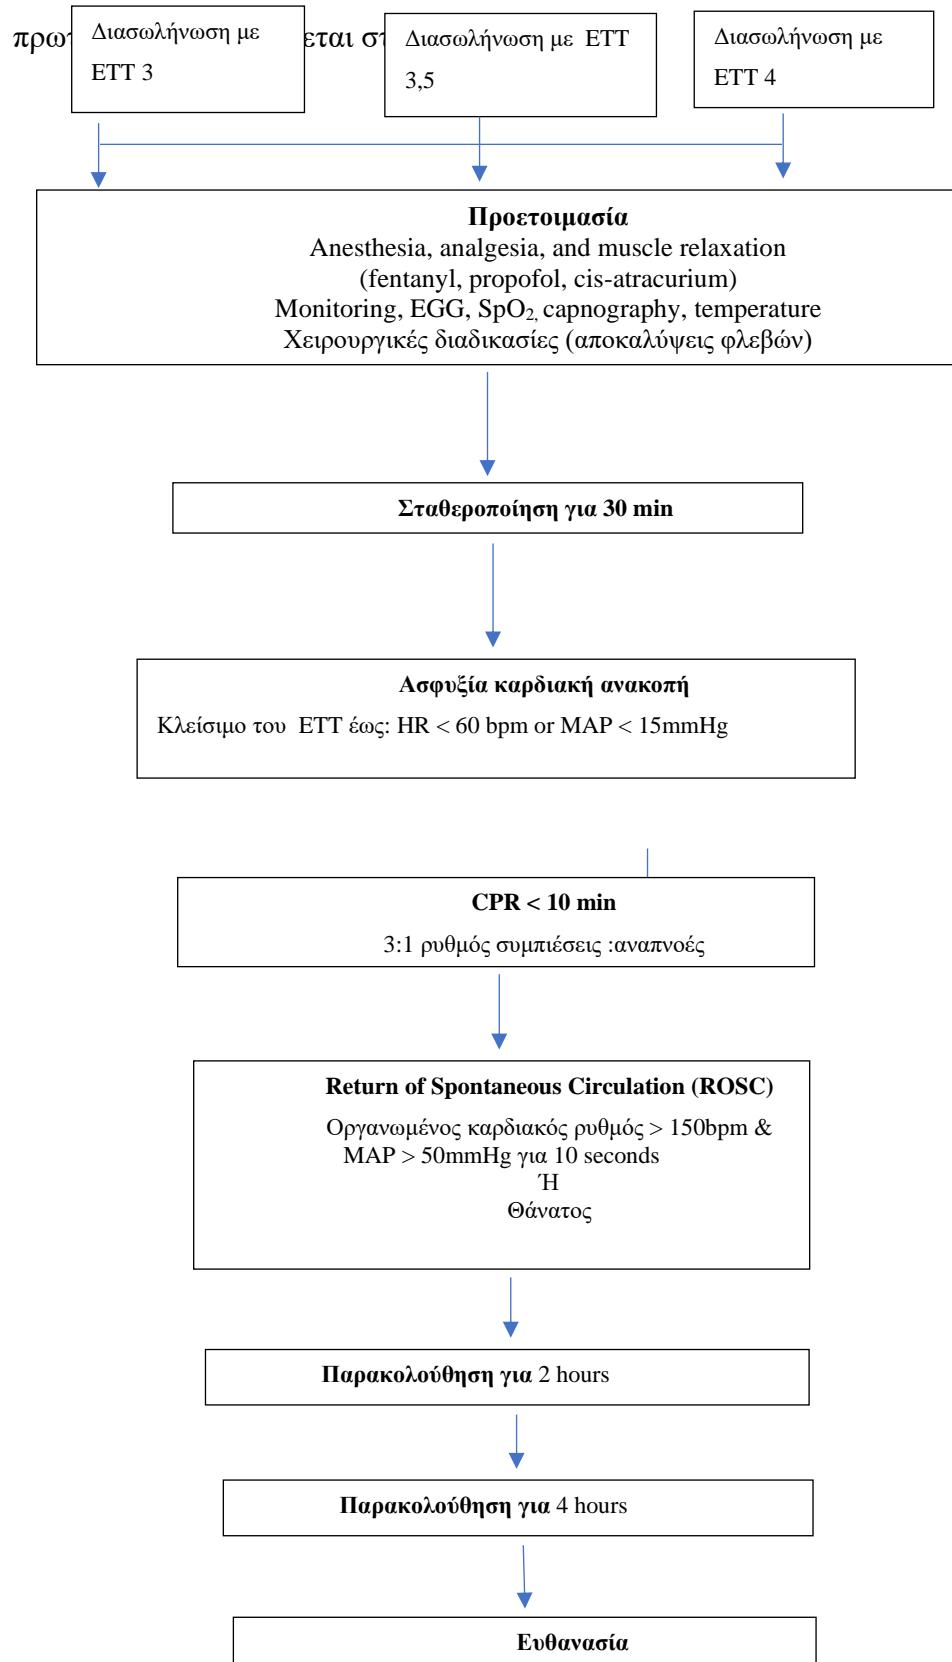 Διασωλήνωση με
ETT 3
Διασωλήνωση με ETT
3,5
Διασωλήνωση με
ETT 4
Προετοιμασία
Anesthesia, analgesia, and muscle relaxation
(fentanyl, propofol, cis-atracurium)
Monitoring, EGG, SpO₂, capnography, temperature
Χειρουργικές διαδικασίες (αποκαλύψεις φλεβών)
Σταθεροποίηση για 30 min
Ασφυξία καρδιακή ανακοπή
Κλείσιμο του ETT έως: HR < 60 bpm or MAP < 15mmHg
CPR < 10 min
3:1 ρυθμός συμπιέσεις :αναπνοές
Return of Spontaneous Circulation (ROSC)
Οργανωμένος καρδιακός ρυθμός > 150bpm &
MAP > 50mmHg για 10 seconds
Ή
Θάνατος
Παρακολούθηση για 2 hours
Παρακολούθηση για 4 hours
Ευθανασία